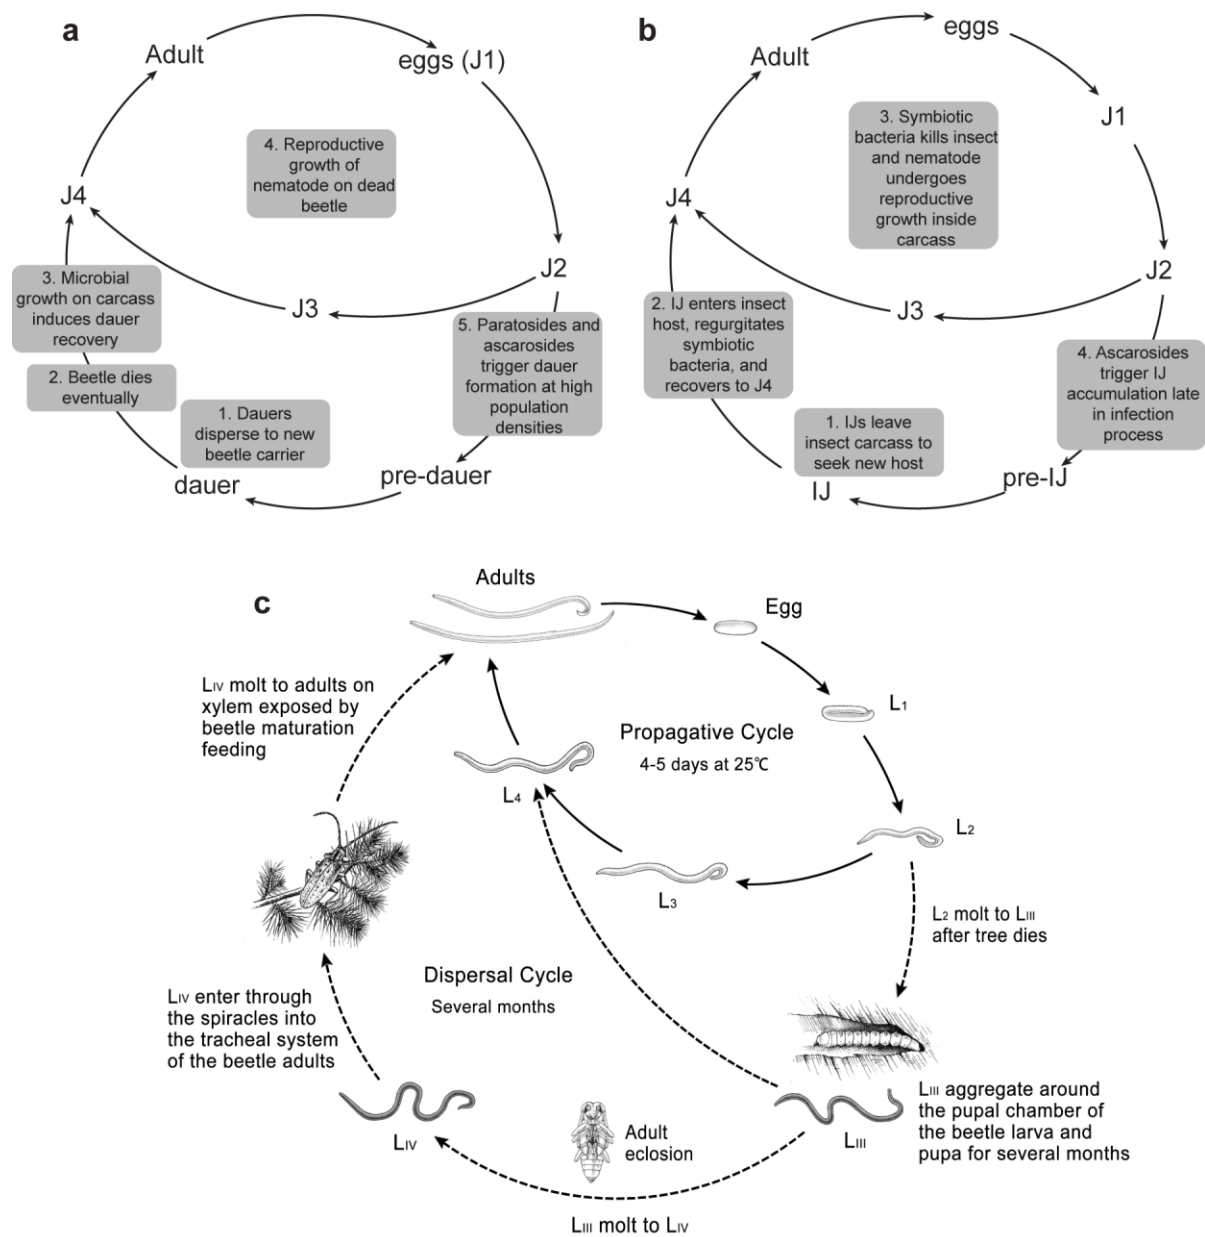 a
Adult
eggs (J1)
4. Reproductive
growth of
nematode on dead
beetle
J4
J2
3. Microbial
growth on carcass
induces dauer
recovery
J3
5. Paratosides and
ascarosides
trigger dauer
formation at high
population
densities
2. Beetle dies
eventually
1. Dauers
disperse to new
beetle carrier
dauer
pre-dauer
b
eggs
Adult
J1
3. Symbiotic
bacteria kills insect
and nematode
undergoes
reproductive
growth inside
carcass
J4
J2
2. IJ enters insect
host, regurgitates
symbiotic
bacteria, and
recovers to J4
J3
4. Ascarosides
trigger IJ
accumulation late
in infection
process
1. IJs leave
insect carcass to
seek new host
IJ
pre-IJ
c
Adults
Egg
LIV molt to adults on
xylem exposed by
beetle maturation
feeding
L1
Propagative Cycle
4-5 days at 25℃
L4
L2
L3
L2 molt to LIII
after tree dies
Dispersal Cycle
Several months
LIV enter through
the spiracles into
the tracheal system
of the beetle adults
LIII aggregate around
the pupal chamber of
the beetle larva and
pupa for several months
LIV
Adult
eclosion
LIII
LIII molt to LIV